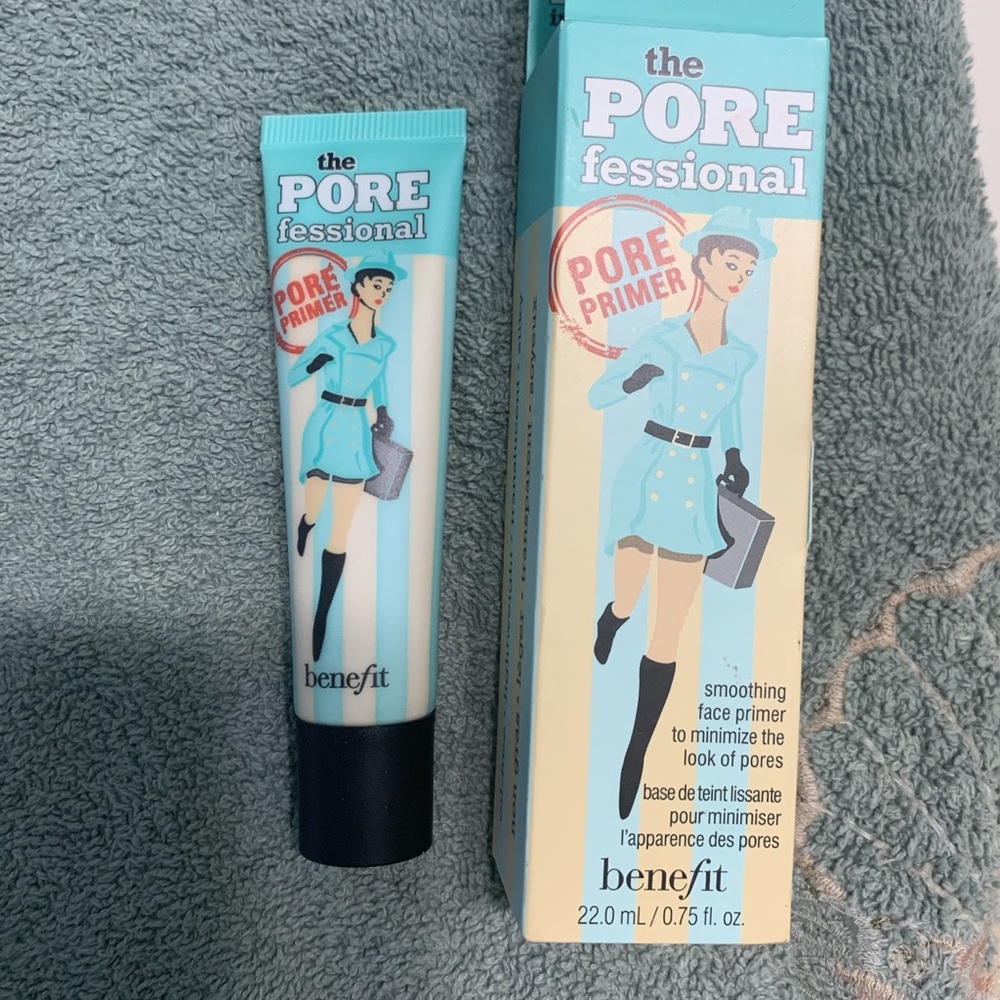 the
PORE
fessional
PORE
PRIMER
benefit
the
PORE
fessional
PORE
PRIMER
smoothing
face primer
to minimize the
look of pores
base de teint lissante
pour minimiser
l'apparence des pores
benefit
22.0 mL / 0.75 fl. oz.